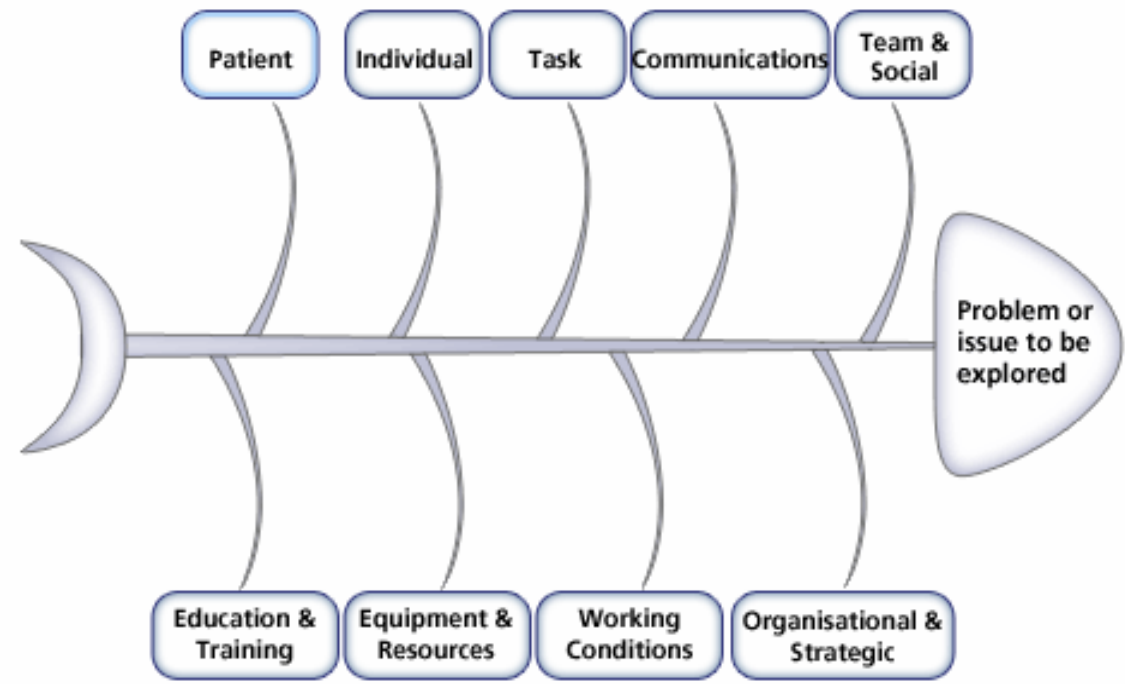 Patient
Individual
Task
Communications
Team &
Social
Problem or
issue to be
explored
Education &
Training
Equipment &
Resources
Working
Conditions
Organisational &
Strategic